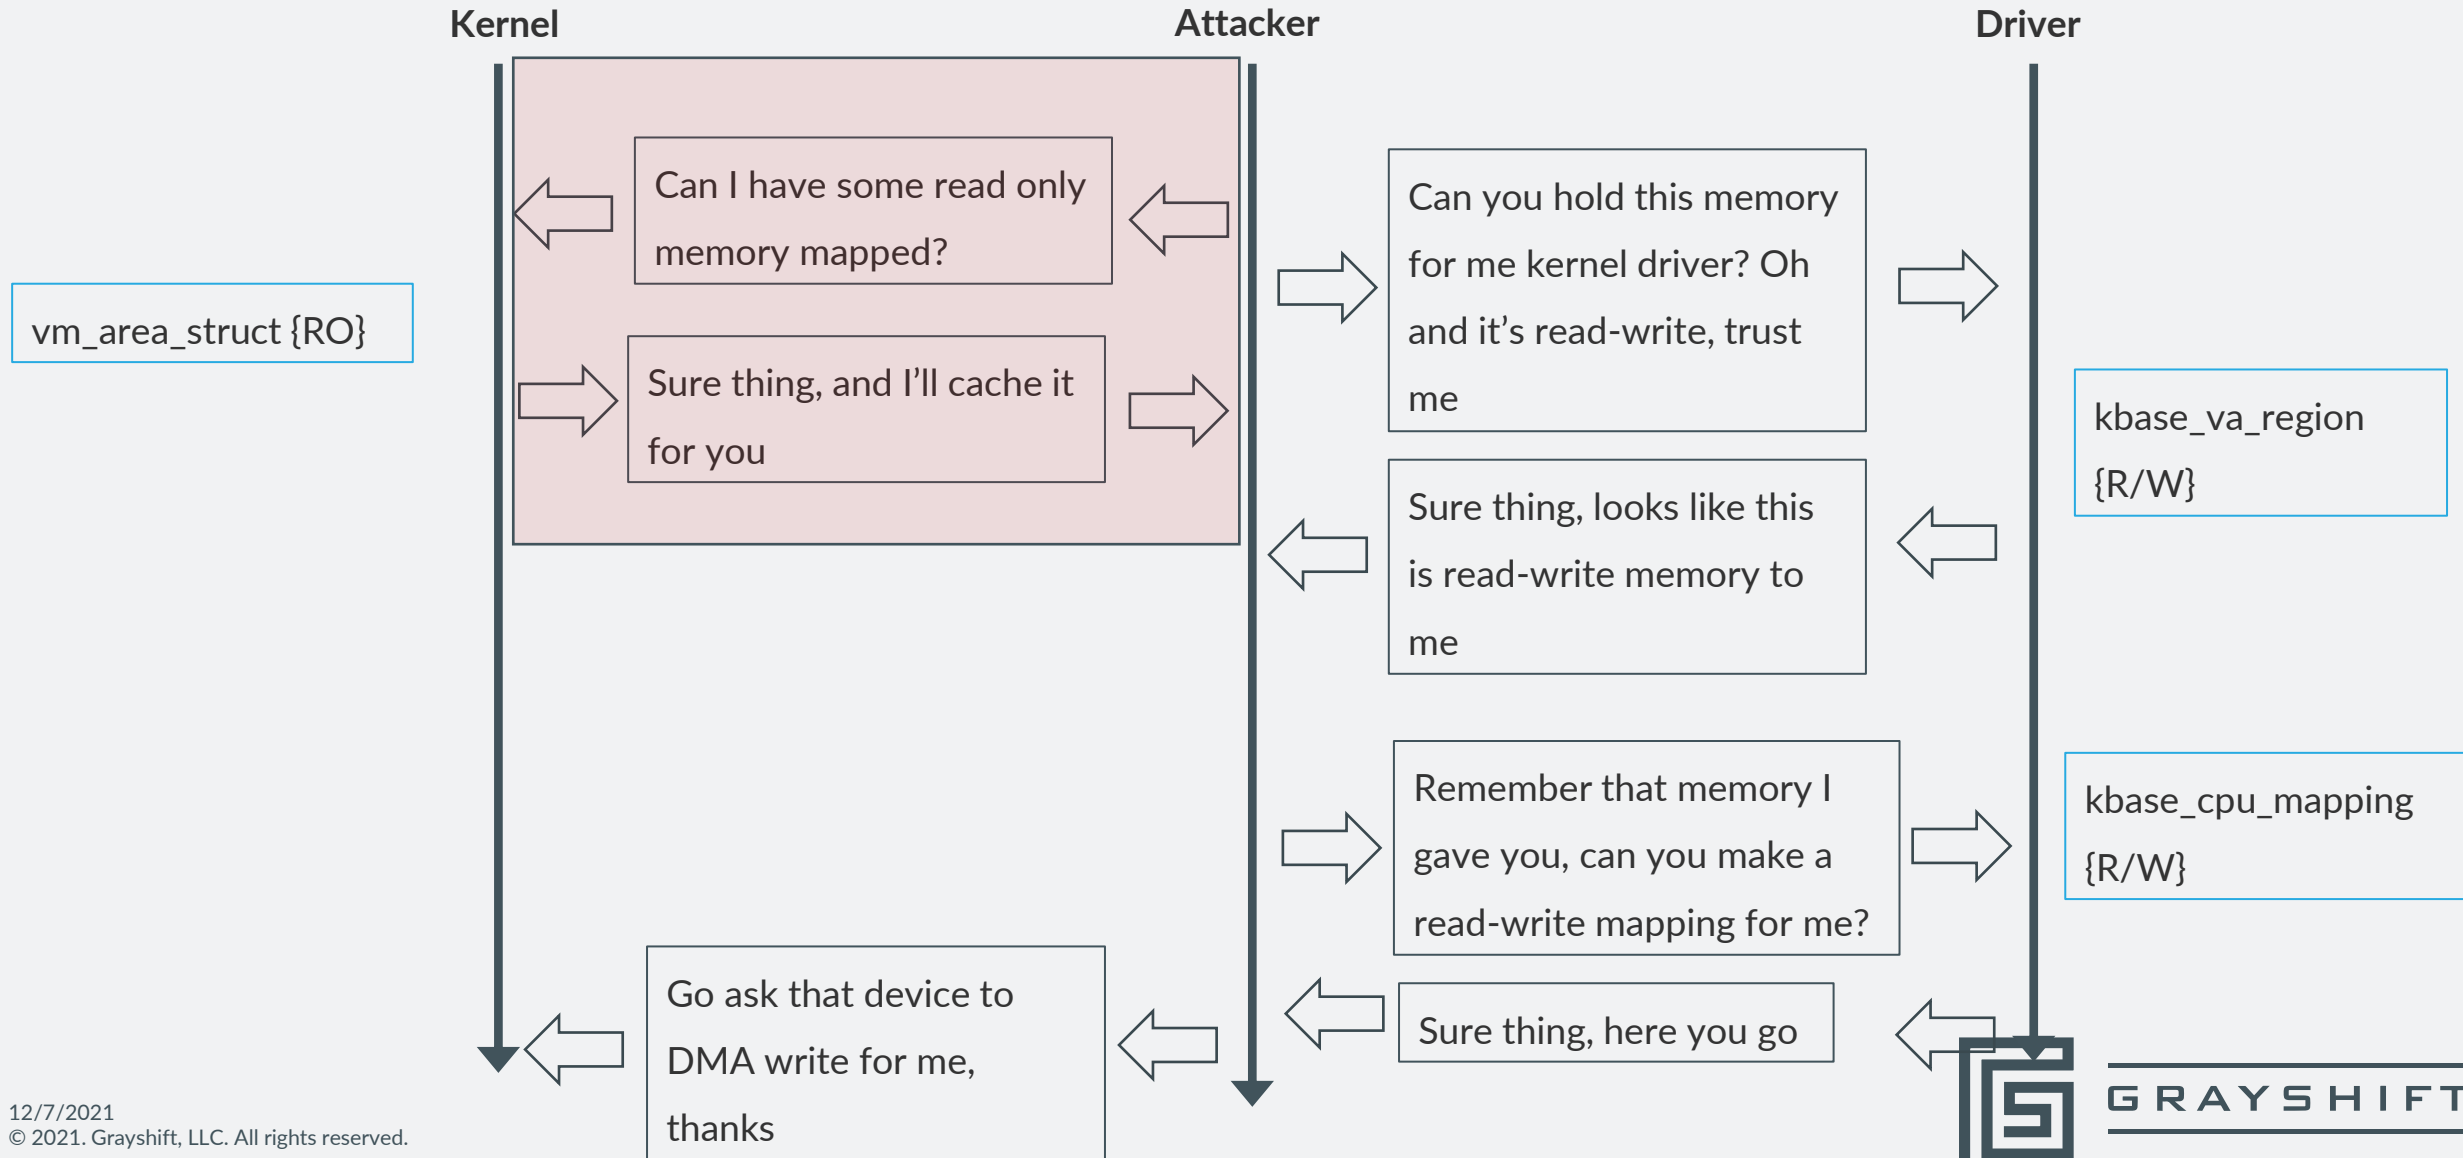 Kernel
Attacker
Driver
Can I have some read only
memory mapped?
Can you hold this memory
for me kernel driver? Oh
and it’s read-write, trust
me
vm_area_struct {RO}
Sure thing, and I’ll cache it
for you
kbase_va_region
{R/W}
Sure thing, looks like this
is read-write memory to
me
Remember that memory I
gave you, can you make a
read-write mapping for me?
kbase_cpu_mapping
{R/W}
Go ask that device to
DMA write for me,
thanks
Sure thing, here you go
12/7/2021
© 2021. Grayshift, LLC. All rights reserved.
GRAYSHIFT